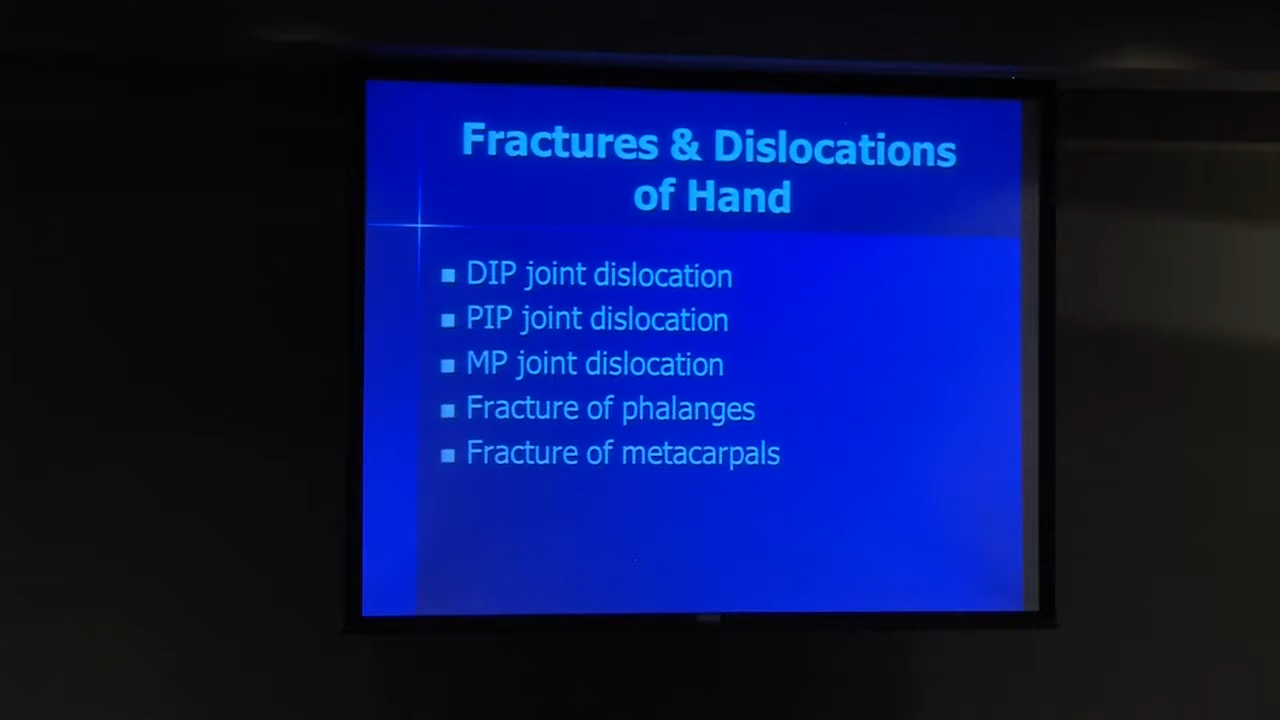 Fractures & Dislocations
of Hand
■ DIP joint dislocation
■ PIP joint dislocation
■ MP joint dislocation
■ Fracture of phalanges
■ Fracture of metacarpals